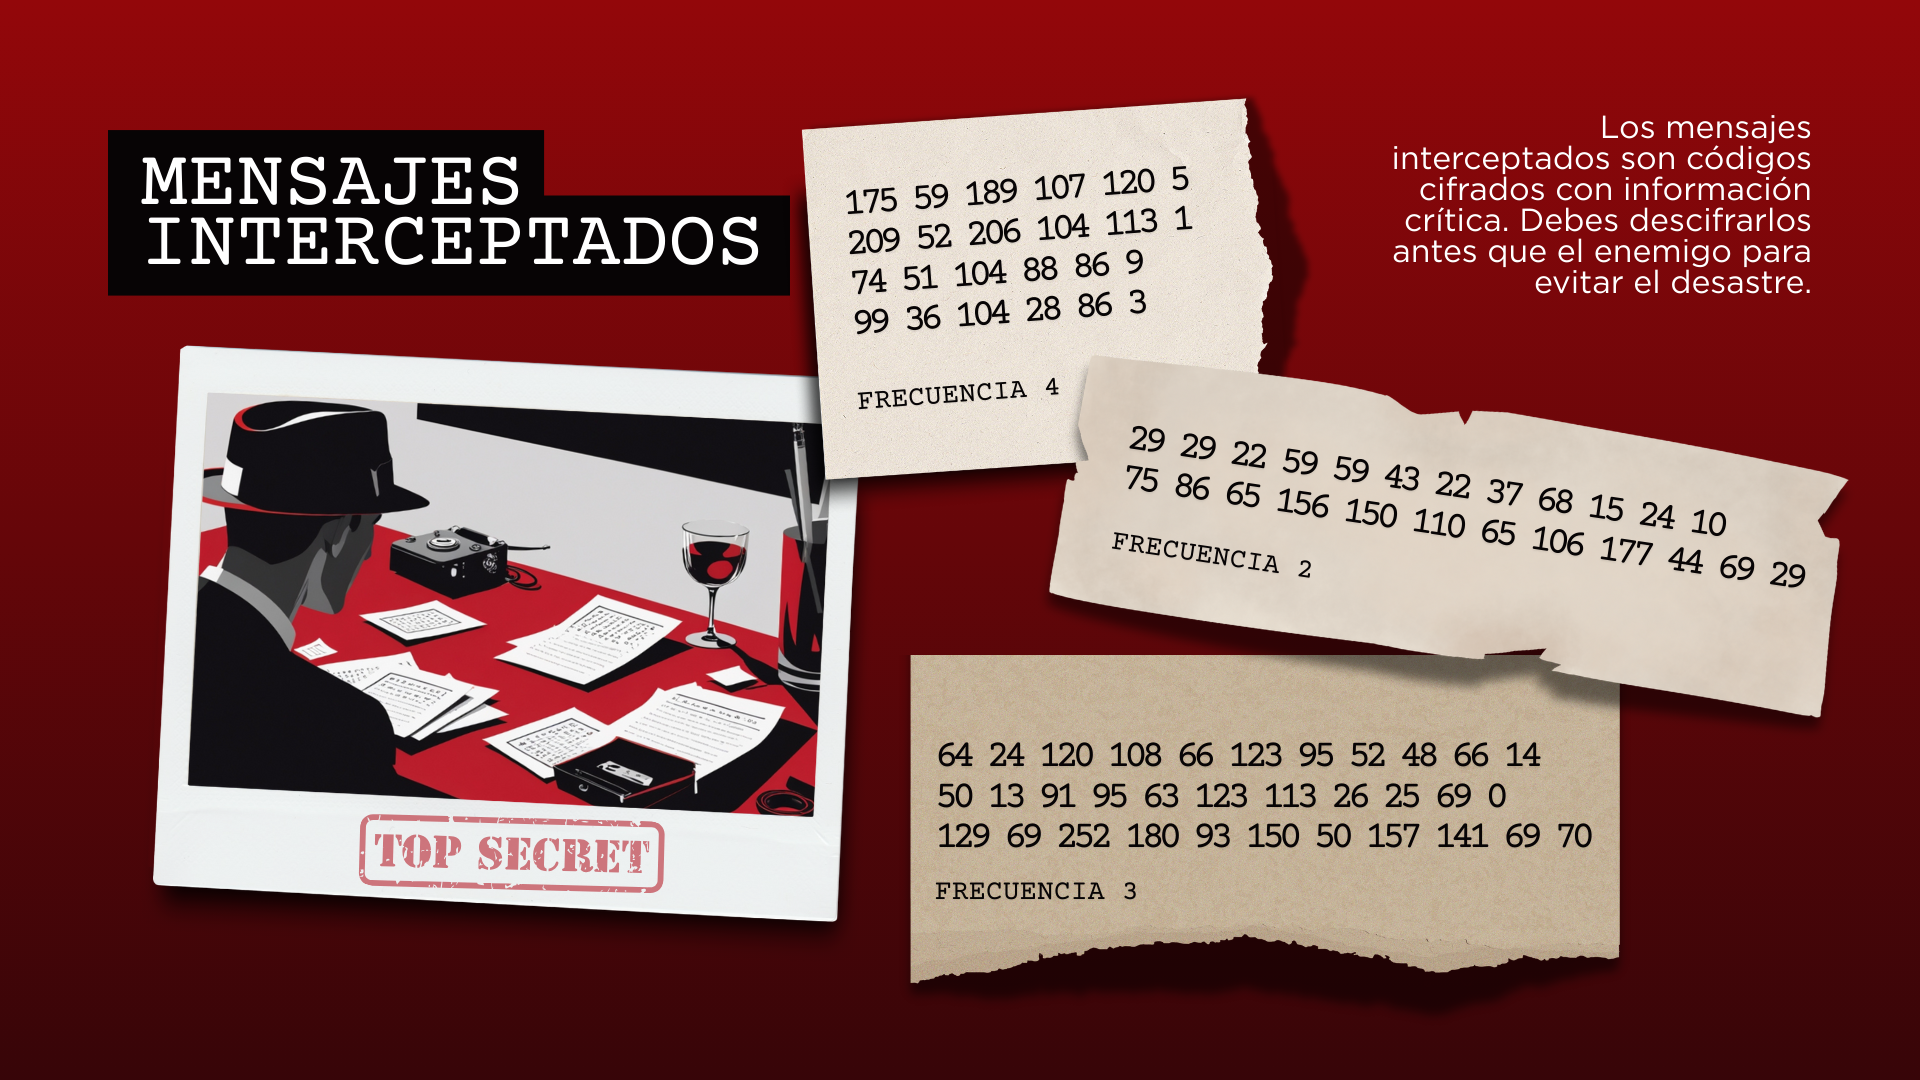 MENSAJES
INTERCEPTADOS
175 59 189 107 120 5
209 52 206 104 113 1
74 51 104 88 86 9
99 36 104 28 86 3
FRECUENCIA 4
Los mensajes
interceptados son códigos
cifrados con información
crítica. Debes descifrarlos
antes que el enemigo para
evitar el desastre.
29 29 22 59 59 43 22 37 68 15 24 10
75 86 65 156 150 110 65 106 177 44 69 29
FRECUENCIA 2
64 24 120 108 66 123 95 52 48 66 14
50 13 91 95 63 123 113 26 25 69 0
129 69 252 180 93 150 50 157 141 69 70
FRECUENCIA 3
TOP SECRET